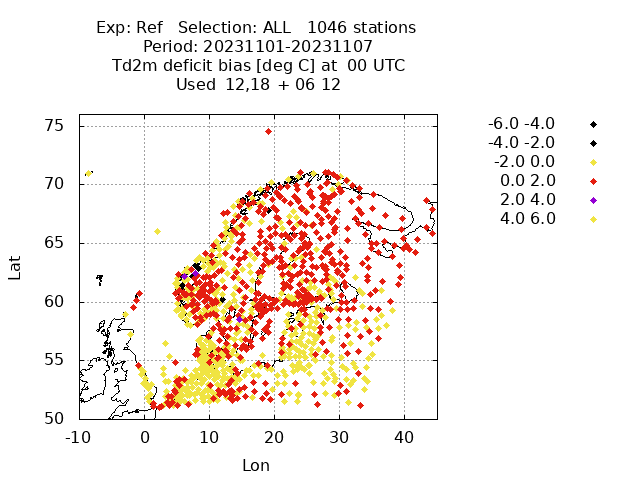 Exp: Ref   Selection: ALL   1046 stations
Period: 20231101-20231107
Td2m deficit bias [deg C] at  00 UTC
Used  12,18 + 06 12
-6.0 -4.0
-4.0 -2.0
-2.0 0.0
0.0 2.0
2.0 4.0
4.0 6.0
75
70
65
60
55
50
Lat
-10 0 10 20 30 40
Lon